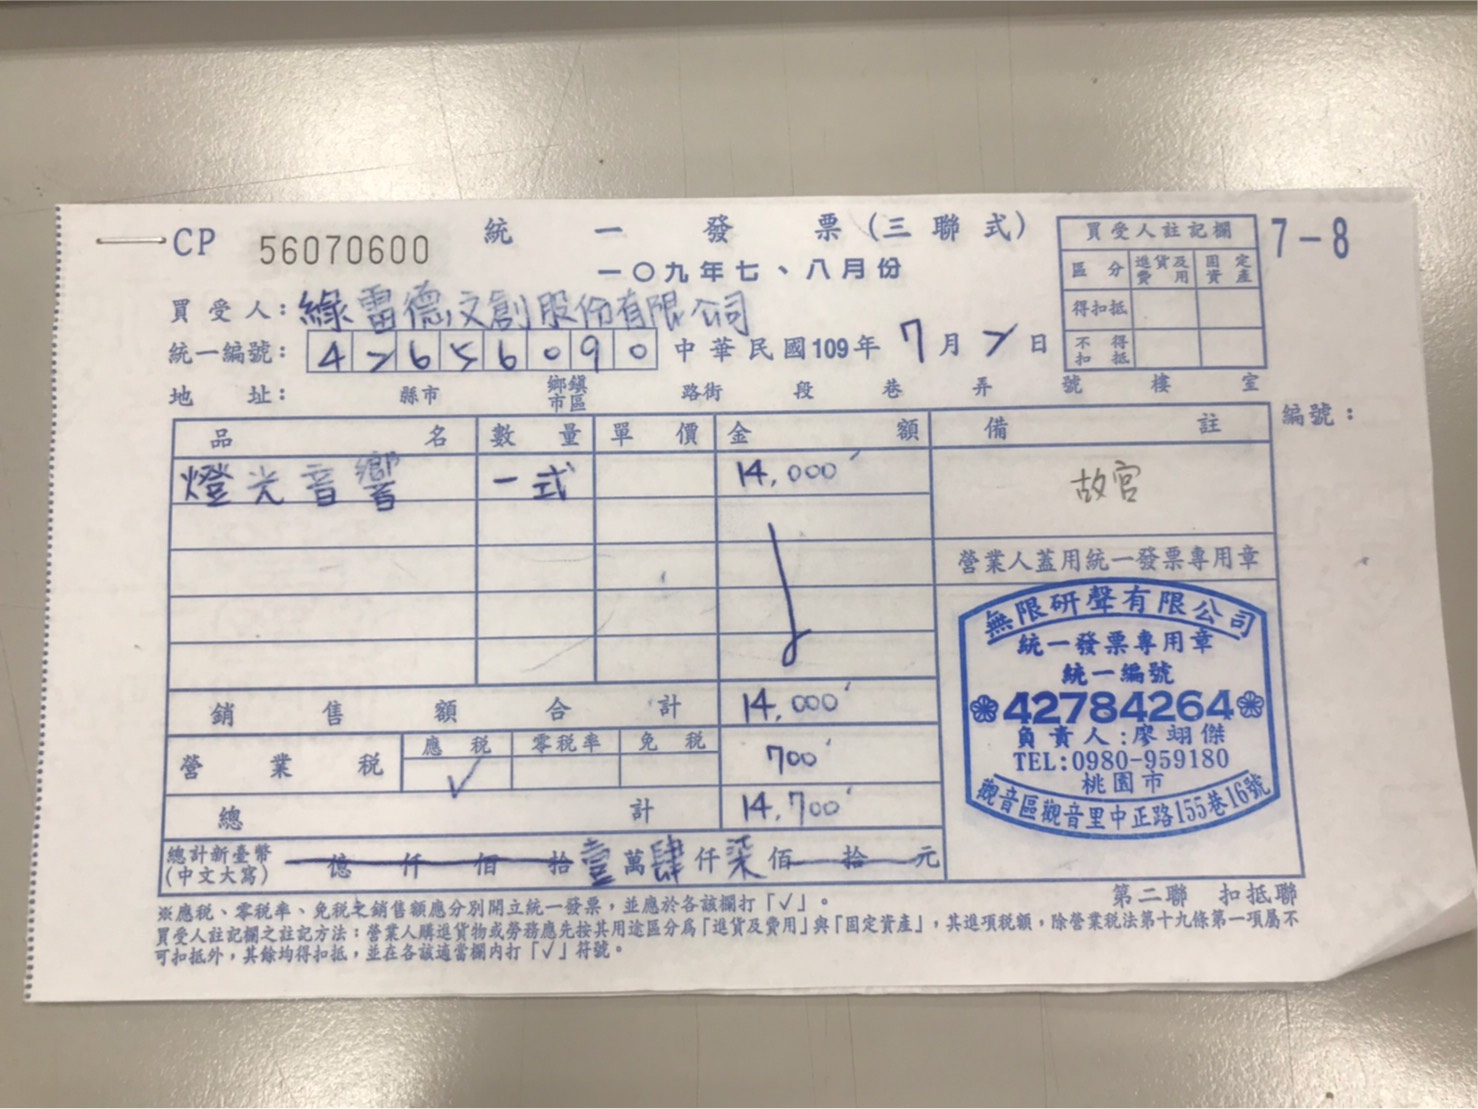 CP 56070600 統一發票(三聯式) 7-8
一〇九年七、八月份
買受人註記欄
區分 進貨及費用 固定資產
得扣抵
不得扣抵
買受人:綠雷德文創股份有限公司
統一編號: 42656090 中華民國109年7月7日
地址: 縣市 鄉鎮市區 路街 段 巷 弄 號 樓 室
編號:
品名 數量 單價 金額 備註
燈光音響 一式 14,000 故宮
營業人蓋用統一發票專用章
無限研聲有限公司
統一發票專用章
統一編號
42784264
負責人:廖翊傑
TEL:0980-959180
桃園市
觀音區觀音里中正路155巷16號
銷售額合計 14,000
營業稅 應稅 √ 零稅率 免稅 700
總計 14,700
總計新臺幣(中文大寫) 億 仟 佰 拾 壹萬肆仟柒佰 拾 元
第二聯 扣抵聯
※應稅、零稅率、免稅之銷售額應分別開立統一發票,並應於各該欄打「√」。
買受人註記欄之註記方法:營業人購進貨物或勞務應先按其用途區分為「進貨及費用」與「固定資產」,其進項稅額,除營業稅法第十九條第一項屬不
可扣抵外,其餘均得扣抵,並在各該適當欄內打「√」符號。